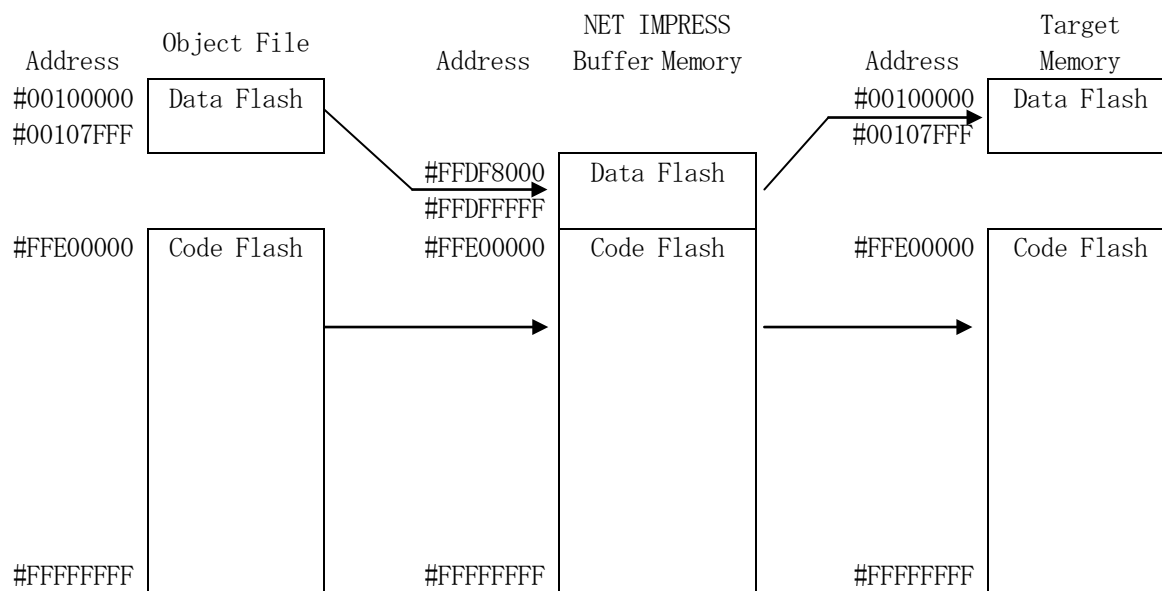 Address
Object File
#00100000
Data Flash
#00107FFF
#FFE00000
Code Flash
#FFFFFFFF
Address
NET IMPRESS
Buffer Memory
#FFDF8000
Data Flash
#FFDFFFFF
#FFE00000
Code Flash
#FFFFFFFF
Address
Target
Memory
#00100000
Data Flash
#00107FFF
#FFE00000
Code Flash
#FFFFFFFF